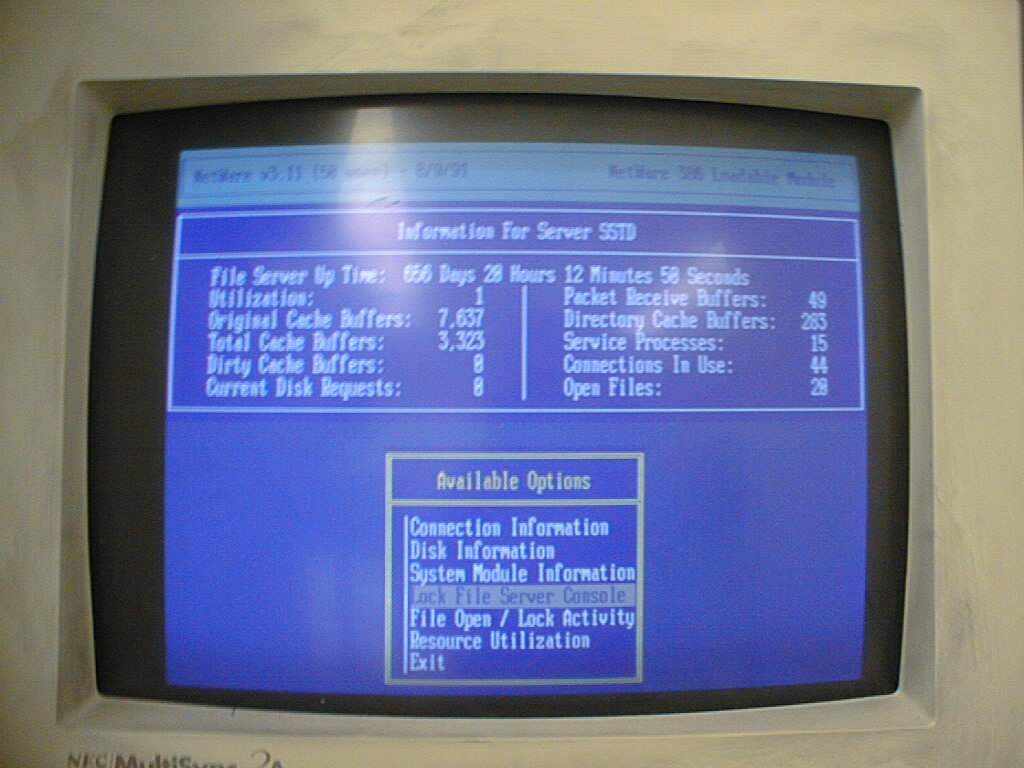 NetWare v3.11 (50 user) - 8/9/91 NetWare 386 Loadable Module
Information For Server SSTD
File Server Up Time: 656 Days 20 Hours 12 Minutes 50 Seconds
Utilization: 1 Packet Receive Buffers: 49
Original Cache Buffers: 7,637 Directory Cache Buffers: 283
Total Cache Buffers: 3,323 Service Processes: 15
Dirty Cache Buffers: 0 Connections In Use: 44
Current Disk Requests: 0 Open Files: 20
Available Options
Connection Information
Disk Information
System Module Information
Lock File Server Console
File Open / Lock Activity
Resource Utilization
Exit
NEC MultiSync 2A